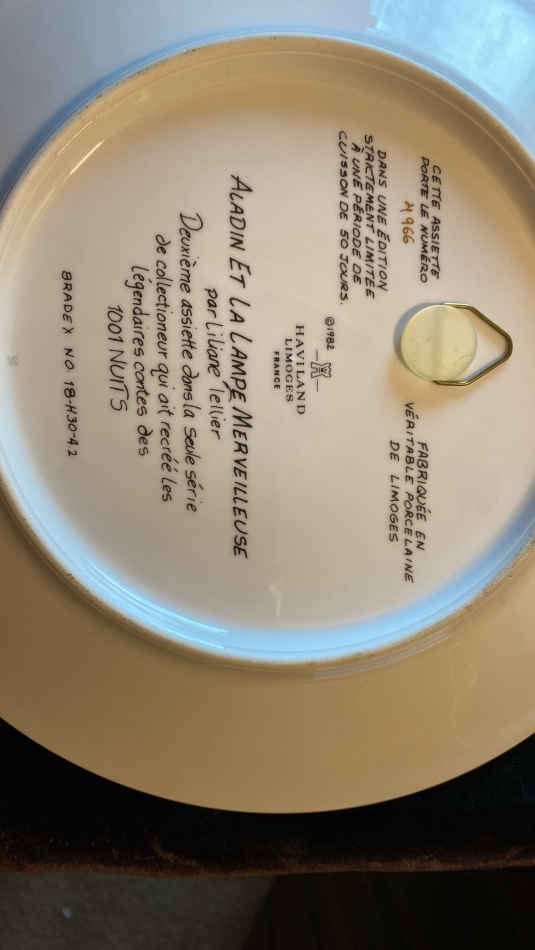 CETTE ASSIETTE
PORTE LE NUMÉRO
DANS UNE ÉDITION
STRICTEMENT LIMITÉE
À UNE PÉRIODE DE
CUISSON DE 50 JOURS.
FABRIQUÉE EN
VÉRITABLE PORCELAINE
DE LIMOGES
©1982
HAVILAND
LIMOGES
FRANCE
ALADIN ET LA LAMPE MERVEILLEUSE
par Liliane Tellier
Deuxième assiette dans la seule série
de collectioneur qui ait recréé les
légendaires contes des
1001 NUITS
BRADEX NO 18-H30-4.2